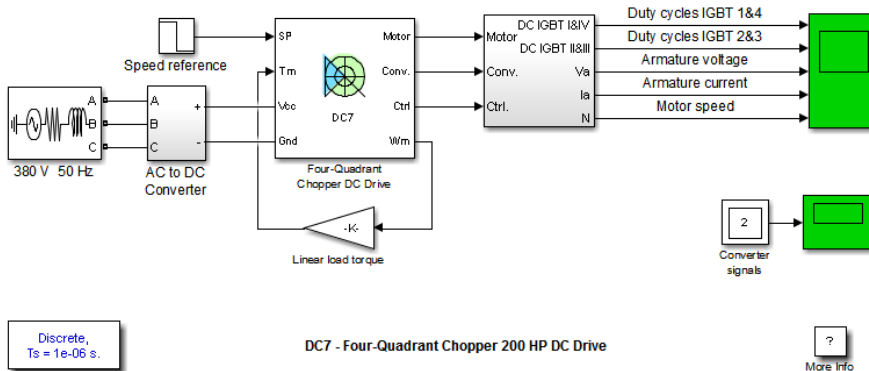 Speed reference
A
B
C
380 V 50 Hz
A
B
C
+
-
AC to DC
Converter
SP
Tm
Vcc
Gnd
DC7
Motor
Conv.
Ctrl
Wm
Four-Quadrant
Chopper DC Drive
-K-
Linear load torque
Motor
Conv.
Ctrl.
DC IGBT I&IV
DC IGBT II&III
Va
Ia
N
Duty cycles IGBT 1&4
Duty cycles IGBT 2&3
Armature voltage
Armature current
Motor speed
2
Converter
signals
Discrete,
Ts = 1e-06 s.
DC7 - Four-Quadrant Chopper 200 HP DC Drive
?
More Info